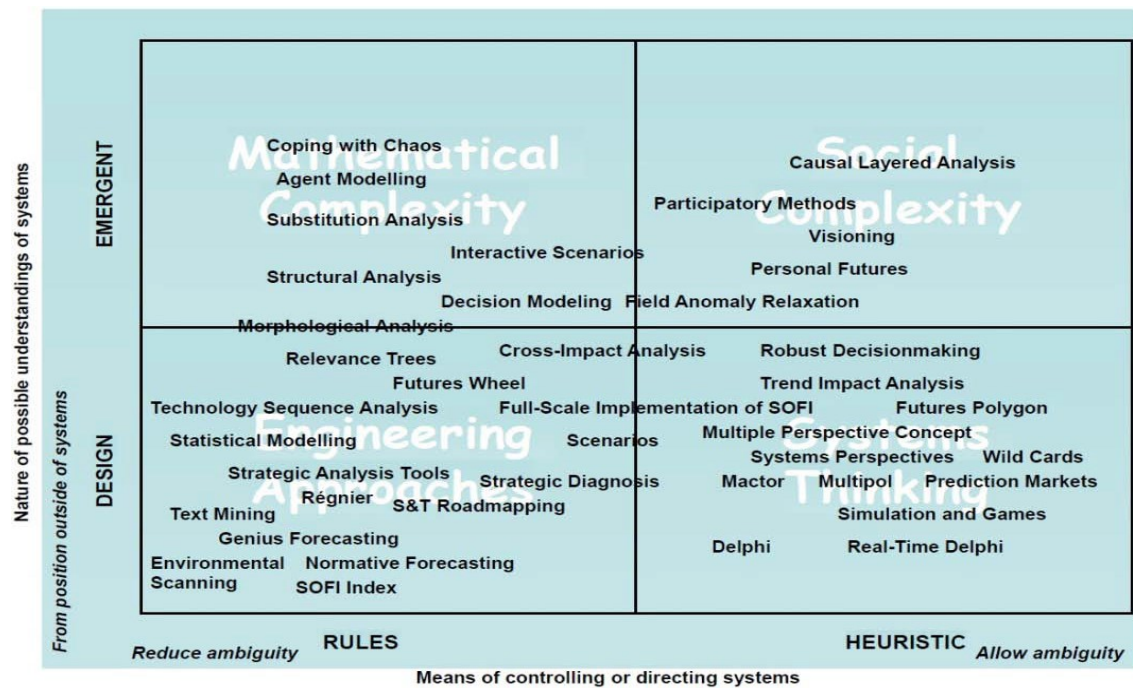 Mathematical
Complexity
Social
Complexity
Coping with Chaos
Causal Layered Analysis
Agent Modelling
Participatory Methods
Substitution Analysis
Visioning
Interactive Scenarios
Personal Futures
Structural Analysis
Decision Modeling
Field Anomaly Relaxation
Morphological Analysis
Cross-Impact Analysis
Robust Decisionmaking
Relevance Trees
Futures Wheel
Trend Impact Analysis
Technology Sequence Analysis
Full-Scale Implementation of SOFI
Futures Polygon
Engineering
Approaches
Systems
Thinking
Statistical Modelling
Scenarios
Multiple Perspective Concept
Systems Perspectives
Wild Cards
Strategic Analysis Tools
Strategic Diagnosis
Mactor
Multipol
Prediction Markets
Régnier
S&T Roadmapping
Text Mining
Simulation and Games
Genius Forecasting
Delphi
Real-Time Delphi
Environmental
Scanning
Normative Forecasting
SOFI Index
Nature of possible understandings of systems
EMERGENT
DESIGN
From position outside of systems
Reduce ambiguity
RULES
HEURISTIC
Allow ambiguity
Means of controlling or directing systems